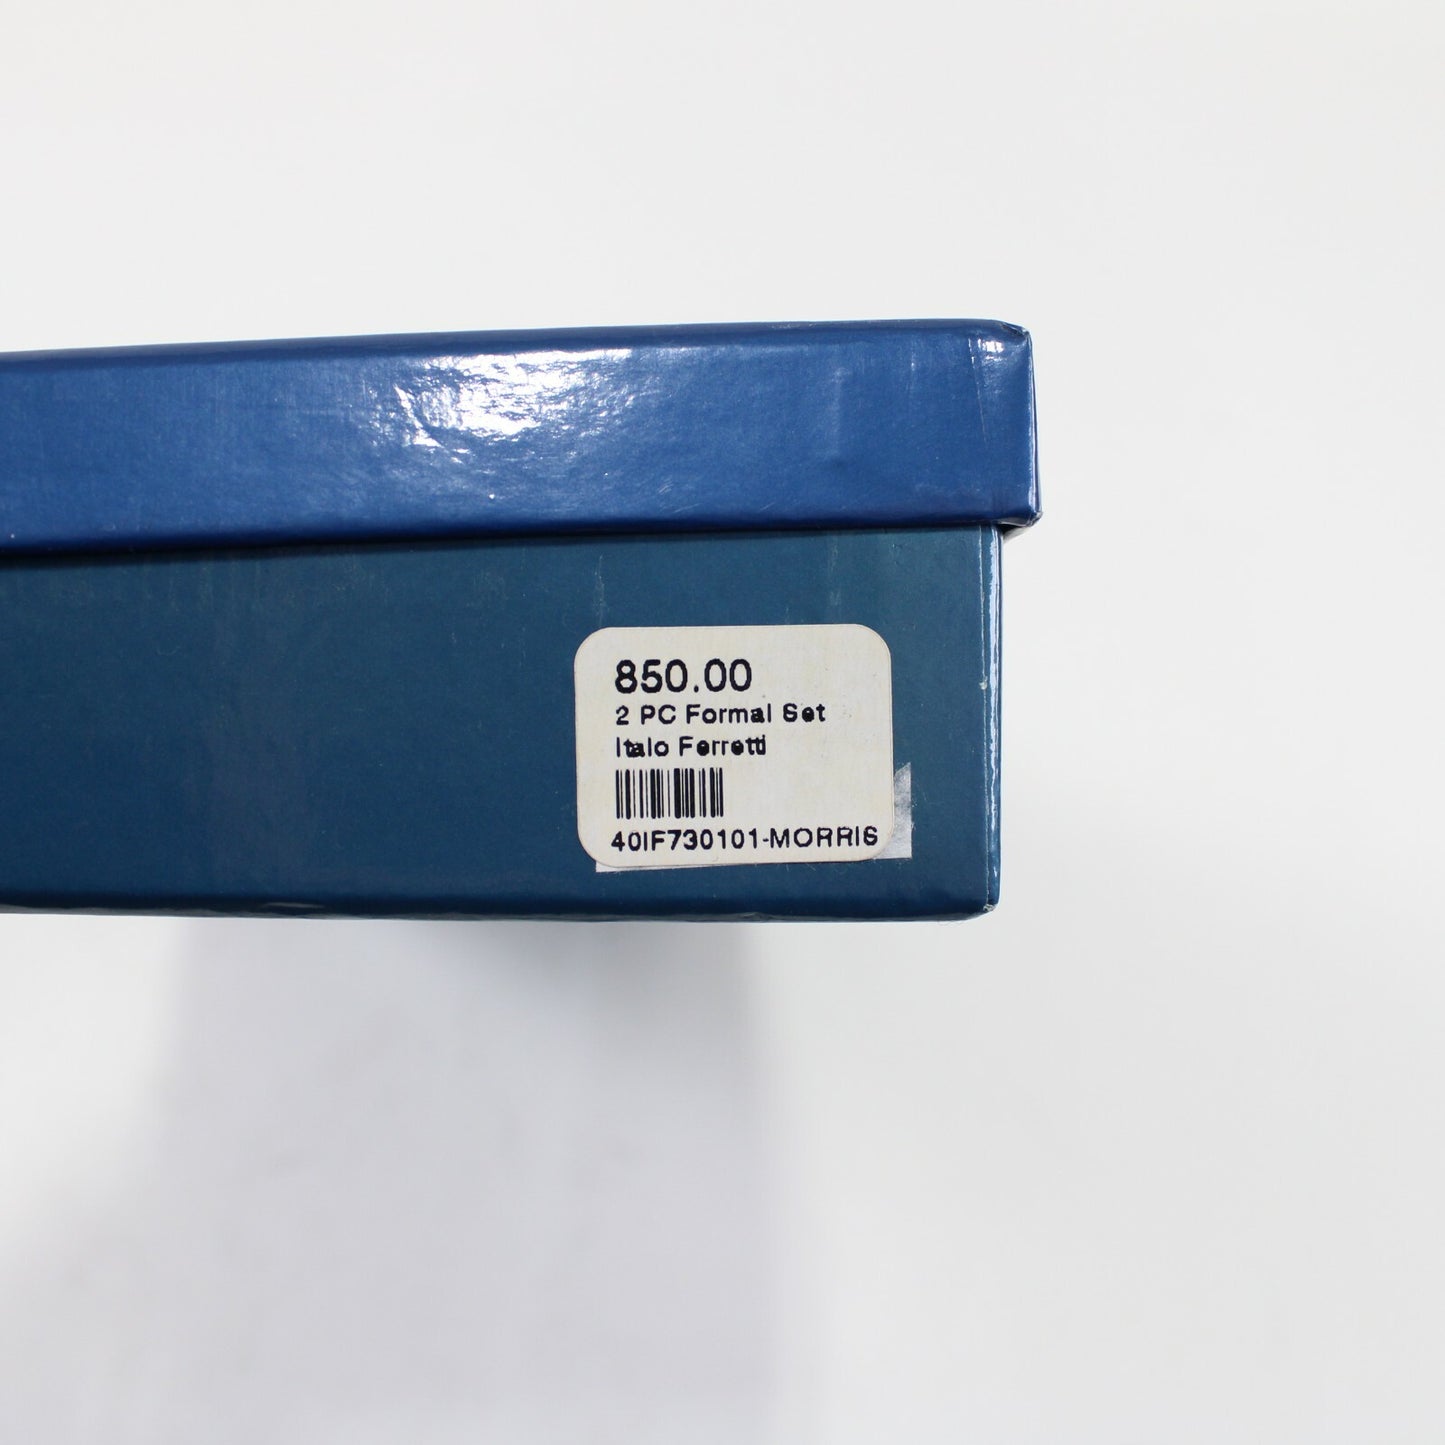 850.00
2 PC Formal Set
Italo Ferretti
40IF730101-MORRIS